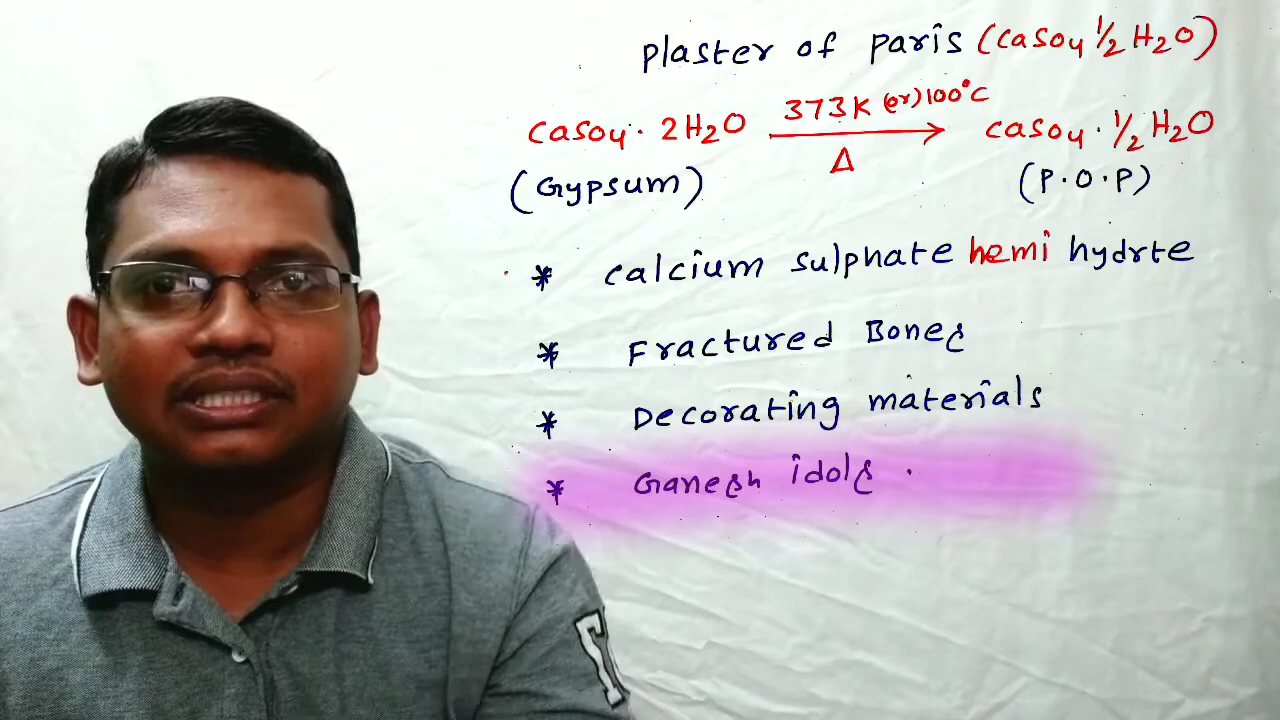 Plaster of paris (CaSO4 1/2 H2O)
CaSO4 · 2H2O 373K (or) 100°C CaSO4 · 1/2 H2O
Δ
(Gypsum) (P.O.P)
* Calcium sulphate hemi hydrte
* Fractured Bones
* Decorating materials
* Ganesh idols .